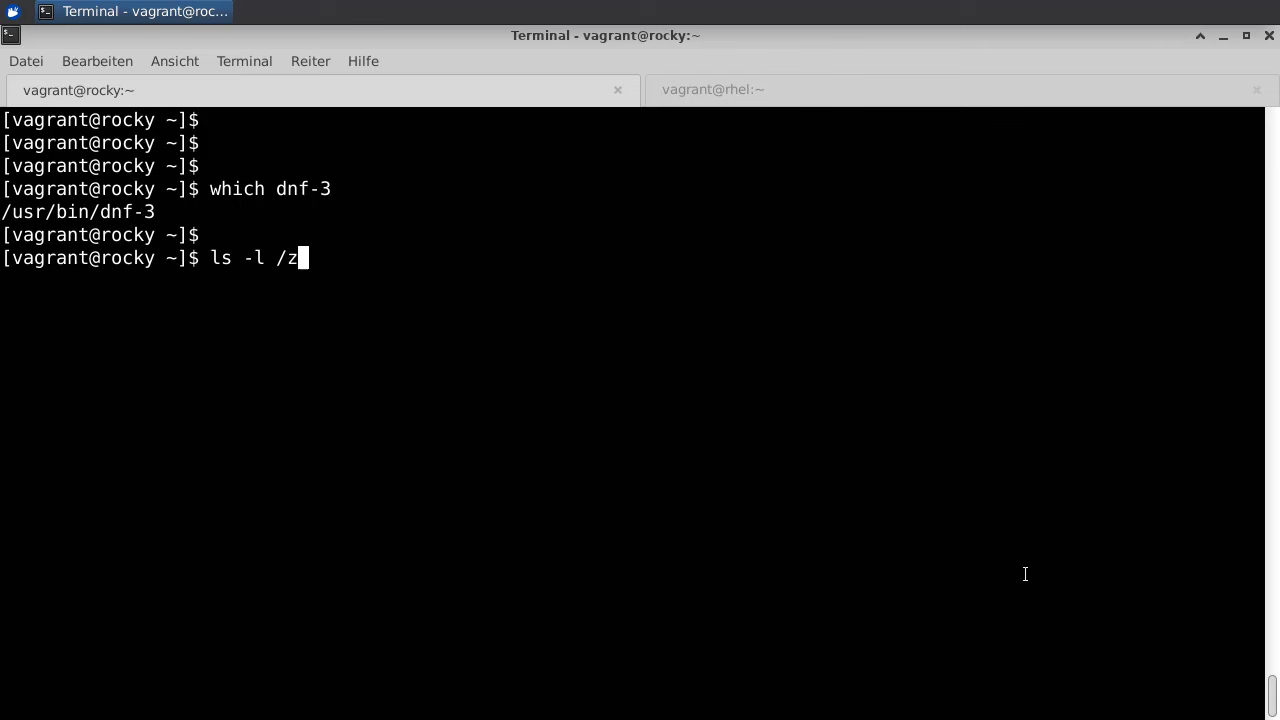 Terminal - vagrant@roc...
Terminal - vagrant@rocky:~
Datei Bearbeiten Ansicht Terminal Reiter Hilfe
vagrant@rocky:~ vagrant@rhel:~
[vagrant@rocky ~]$
[vagrant@rocky ~]$
[vagrant@rocky ~]$
[vagrant@rocky ~]$ which dnf-3
/usr/bin/dnf-3
[vagrant@rocky ~]$
[vagrant@rocky ~]$ ls -l /z